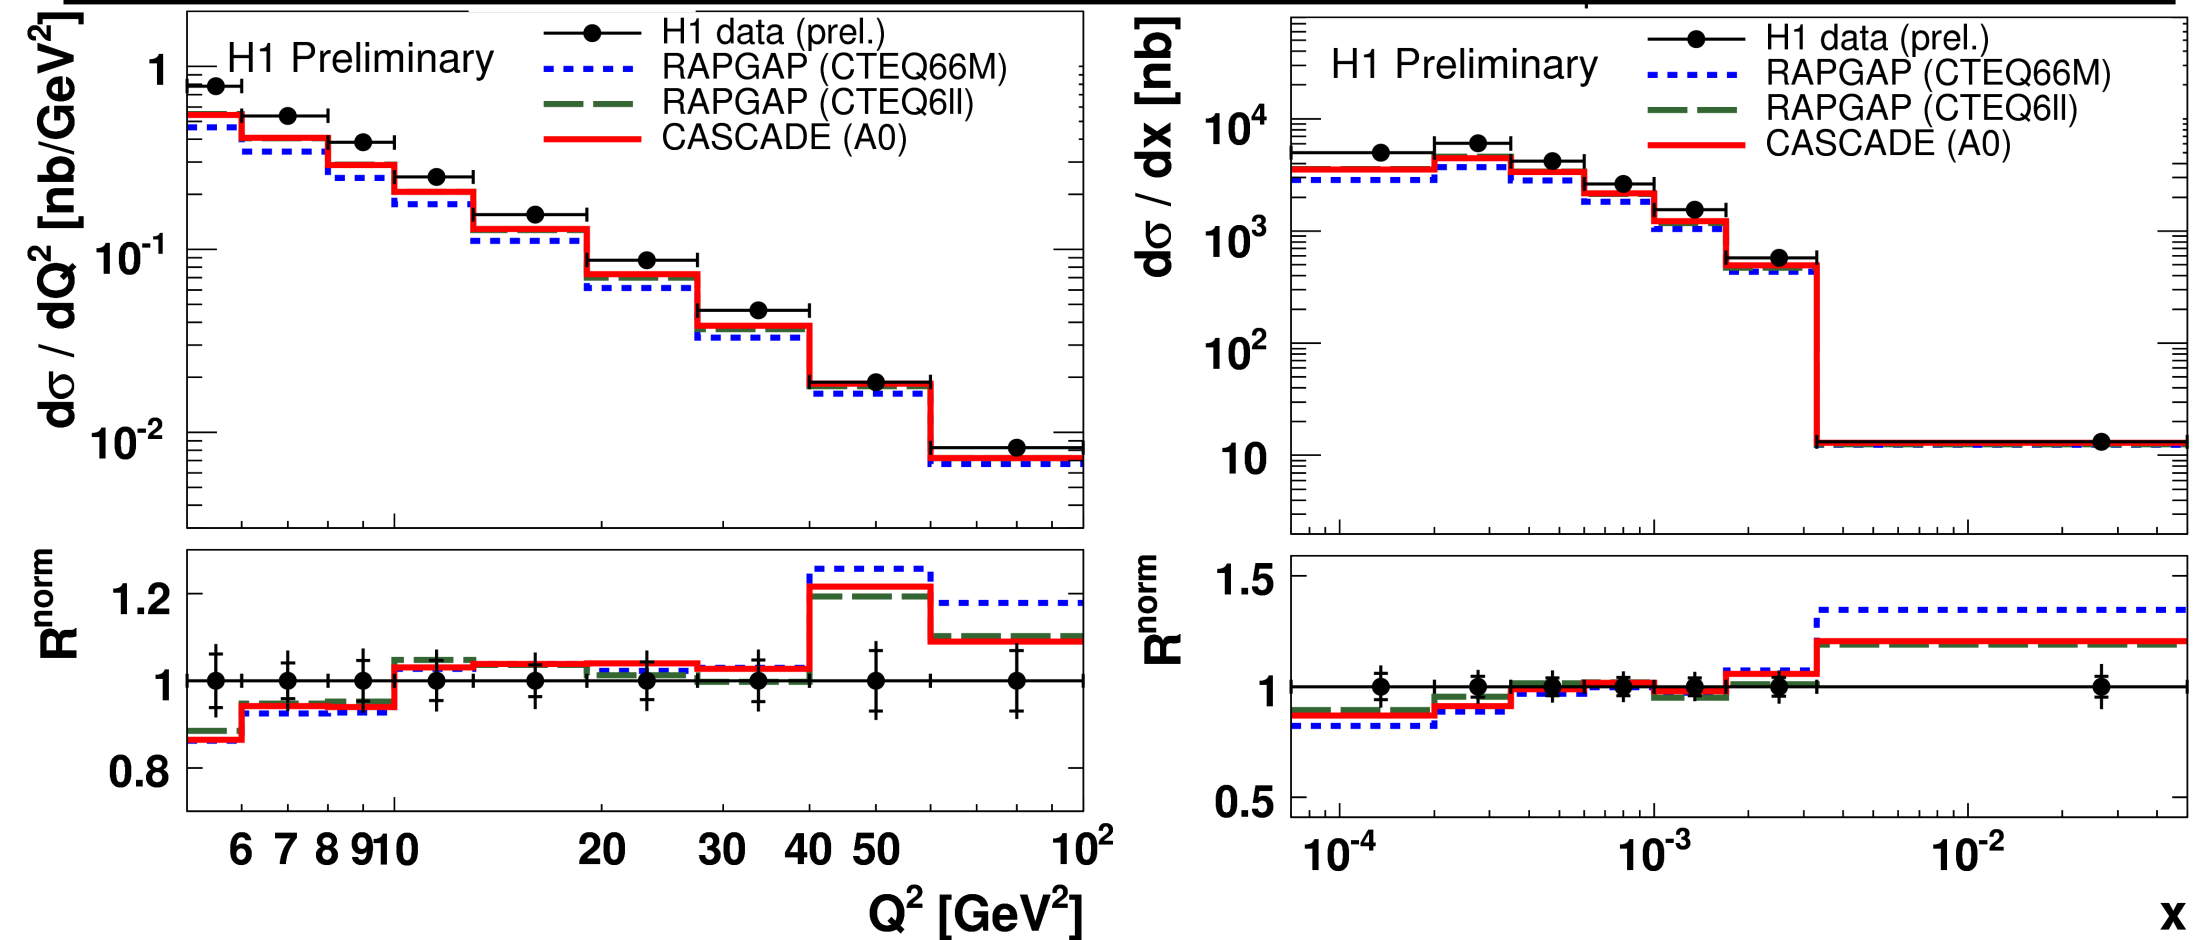 dσ / dQ² [nb/GeV²]
H1 Preliminary
H1 data (prel.)
RAPGAP (CTEQ66M)
RAPGAP (CTEQ6ll)
CASCADE (A0)
1
10⁻¹
10⁻²
R^norm
1.2
1
0.8
6 7 8 9 10 20 30 40 50 10²
Q² [GeV²]
dσ / dx [nb]
H1 Preliminary
H1 data (prel.)
RAPGAP (CTEQ66M)
RAPGAP (CTEQ6ll)
CASCADE (A0)
10⁴
10³
10²
10
R^norm
1.5
1
0.5
10⁻⁴ 10⁻³ 10⁻²
x